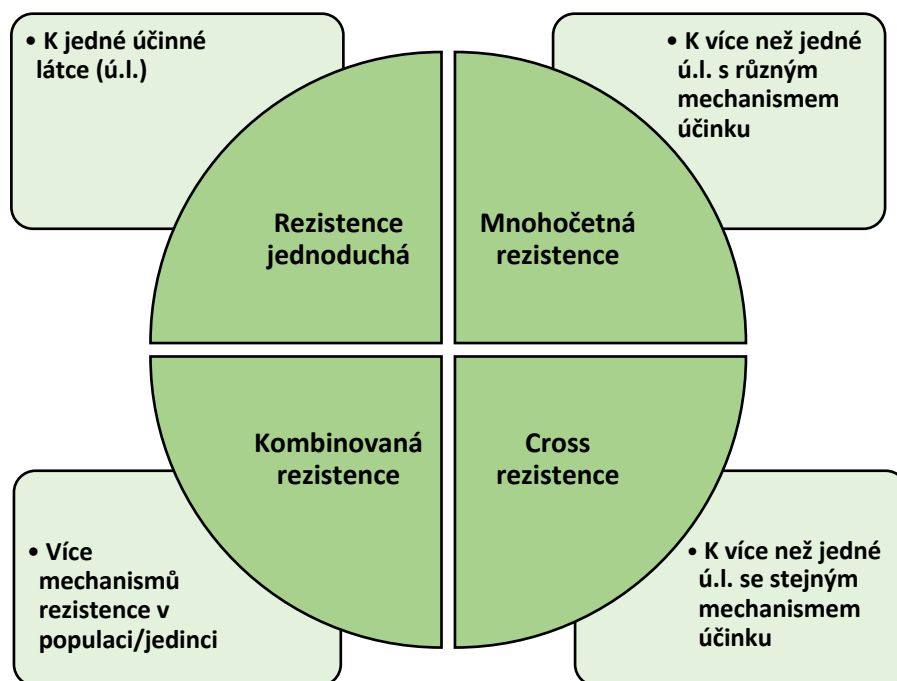 • K jedné účinné
látce (ú.l.)
• K více než jedné
ú.l. s různým
mechanismem
účinku
Rezistence
jednoduchá
Mnohočetná
rezistence
Kombinovaná
rezistence
Cross
rezistence
• Více
mechanismů
rezistence v
populaci/jedinci
• K více než jedné
ú.l. se stejným
mechanismem
účinku